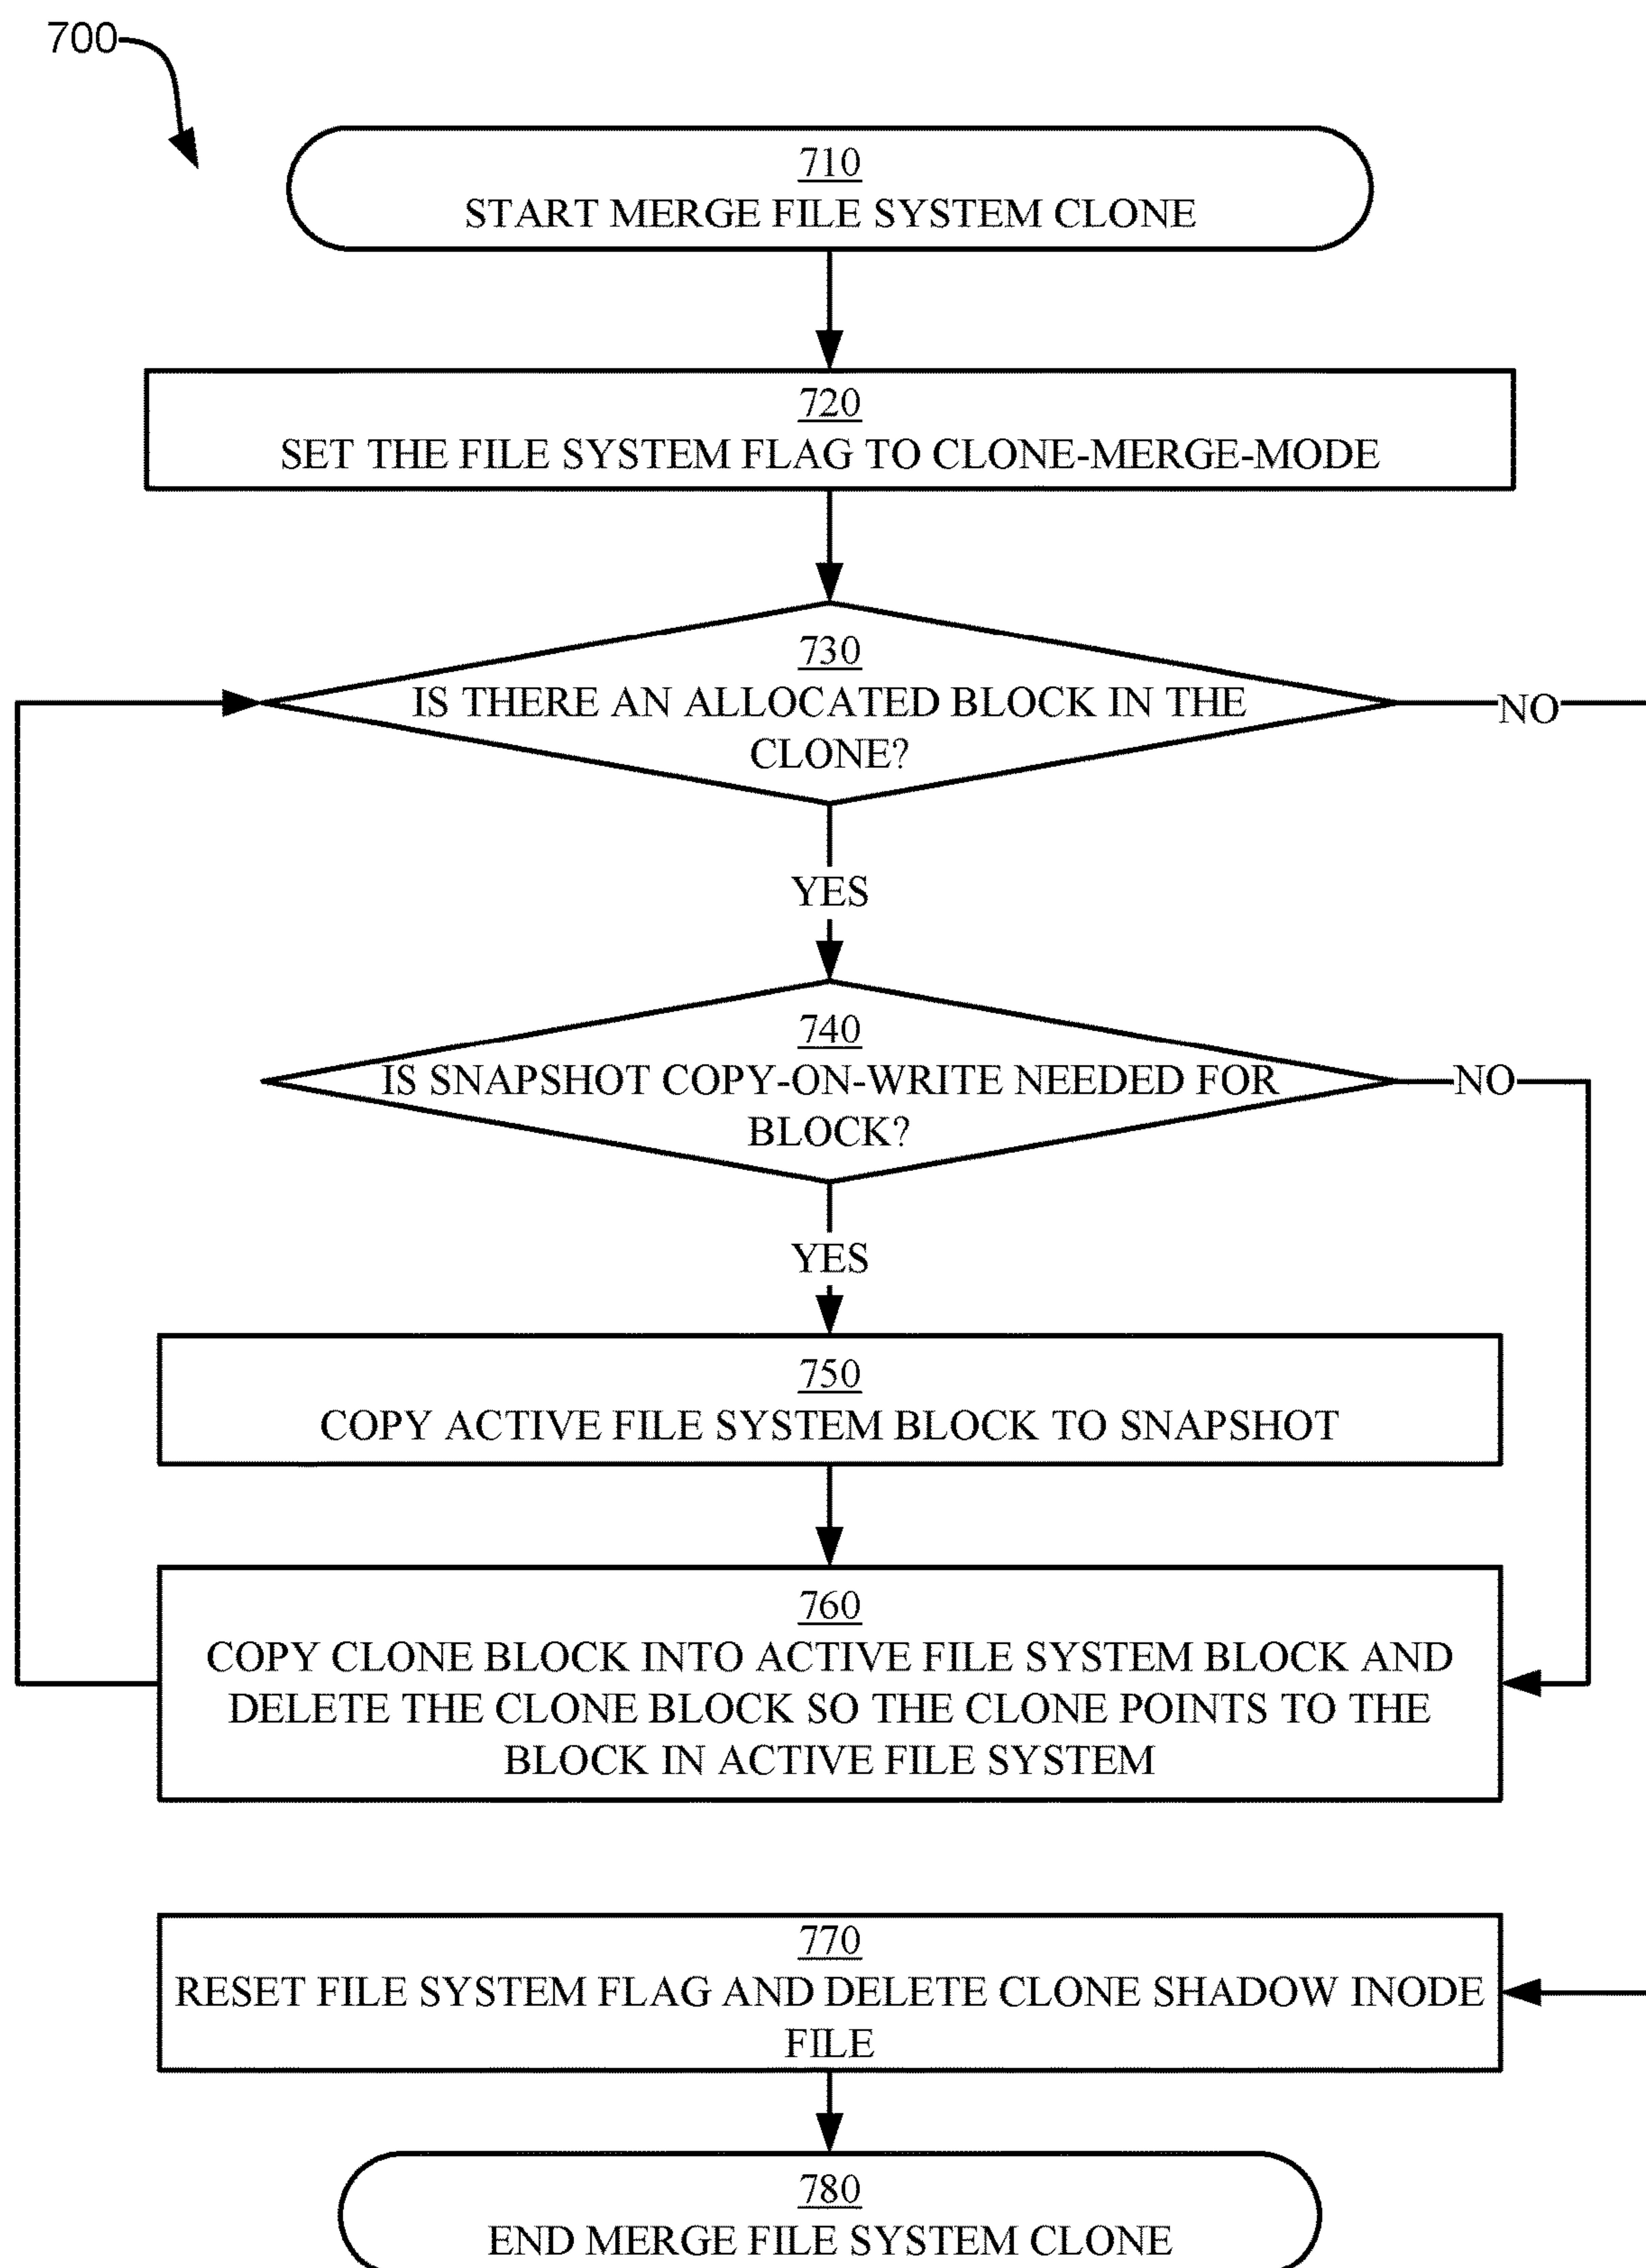 700
710
START MERGE FILE SYSTEM CLONE
720
SET THE FILE SYSTEM FLAG TO CLONE-MERGE-MODE
730
IS THERE AN ALLOCATED BLOCK IN THE
CLONE?
NO
YES
740
IS SNAPSHOT COPY-ON-WRITE NEEDED FOR
BLOCK?
NO
YES
750
COPY ACTIVE FILE SYSTEM BLOCK TO SNAPSHOT
760
COPY CLONE BLOCK INTO ACTIVE FILE SYSTEM BLOCK AND
DELETE THE CLONE BLOCK SO THE CLONE POINTS TO THE
BLOCK IN ACTIVE FILE SYSTEM
770
RESET FILE SYSTEM FLAG AND DELETE CLONE SHADOW INODE
FILE
780
END MERGE FILE SYSTEM CLONE